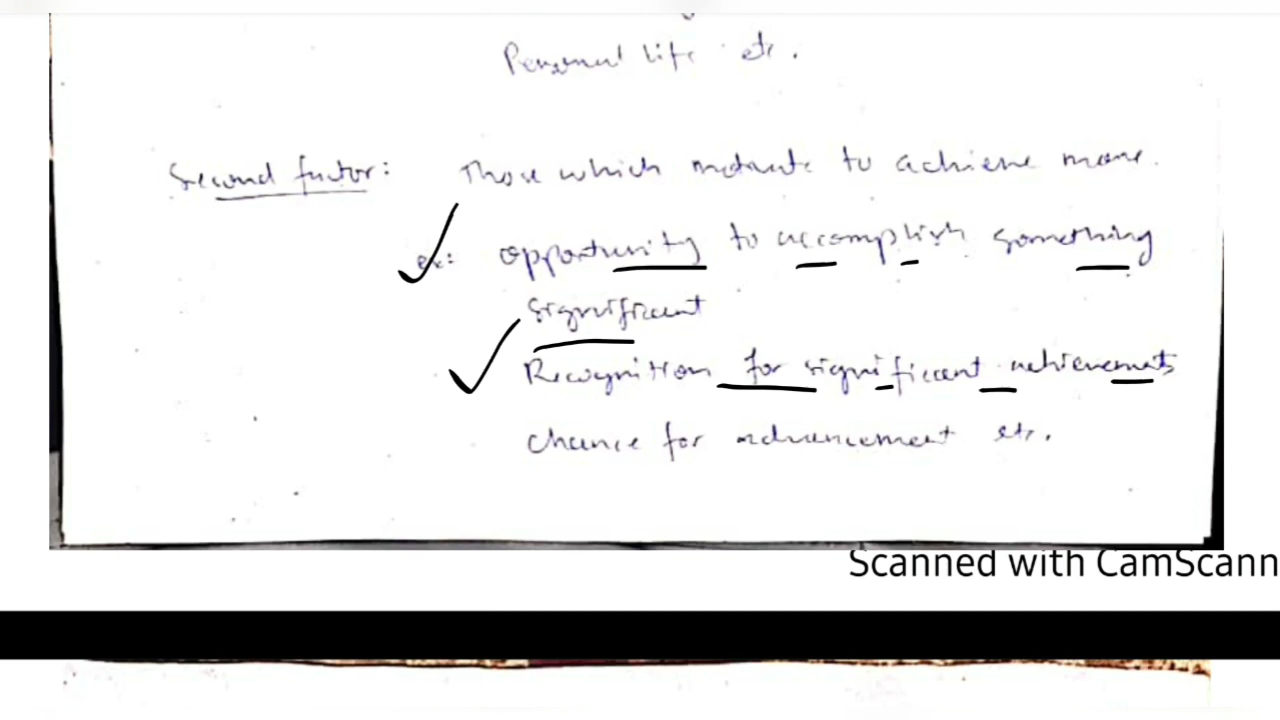 Personal life etc.
Second factor: Those which motivate to achieve more.
ex: opportunity to accomplish something
significant
Recognition for significant achievements
chance for advancement etc.
Scanned with CamScann